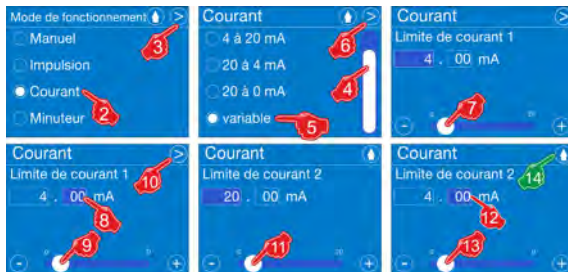 Mode de fonctionnement
Manuel
Impulsion
Courant
Minuteur
3
2
Courant
4 à 20 mA
20 à 4 mA
20 à 0 mA
variable
6
4
5
Courant
Limite de courant 1
4 . 00 mA
7
Courant
Limite de courant 1
4 . 00 mA
10
8
9
Courant
Limite de courant 2
20 . 00 mA
11
20
Courant
Limite de courant 2
4 . 00 mA
14
12
13